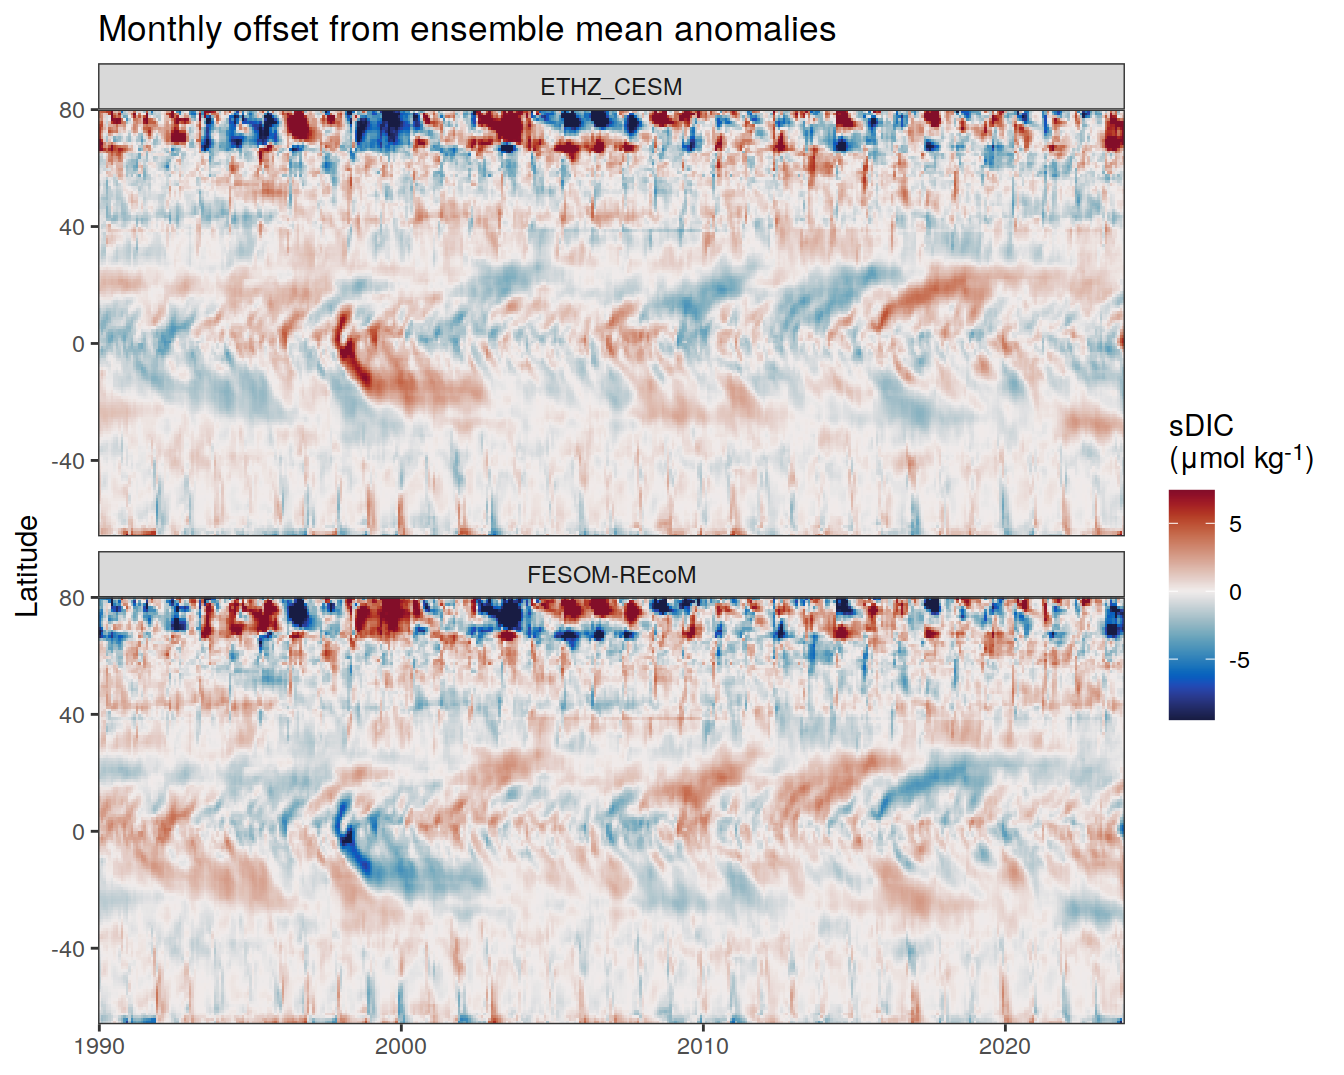 Monthly offset from ensemble mean anomalies
ETHZ_CESM
80
40
0
-40
FESOM-REcoM
80
40
0
-40
1990 2000 2010 2020
Latitude
sDIC
(µmol kg⁻¹)
5
0
-5